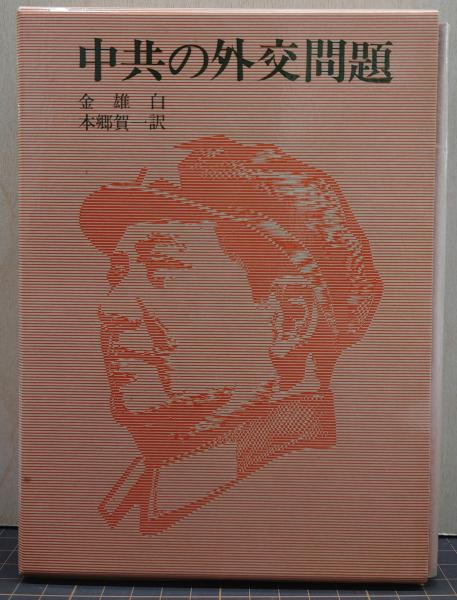 中共の外交問題
金雄白
本郷賀一訳